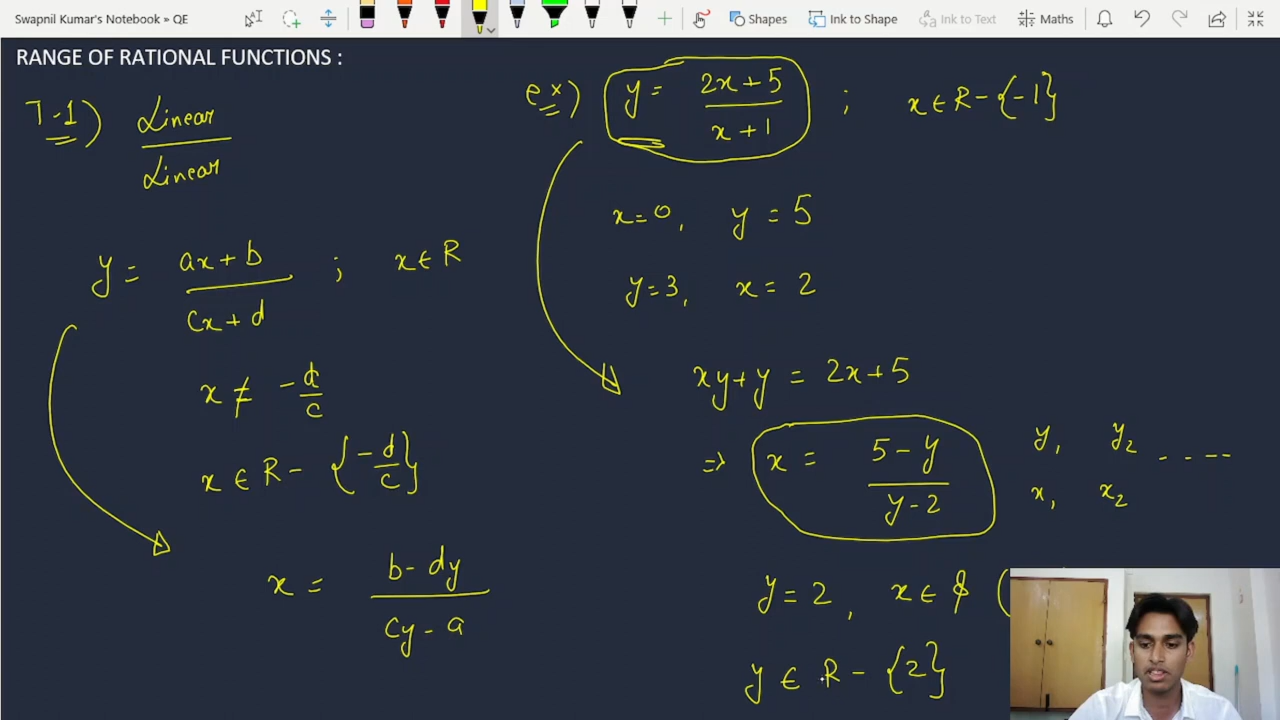 Swapnil Kumar's Notebook » QE
Shapes Ink to Shape Ink to Text Maths
RANGE OF RATIONAL FUNCTIONS :
T-1) Linear / Linear
y = (ax+b)/(cx+d) ; x ∈ R
x ≠ -d/c
x ∈ R - {-d/c}
x = (b-dy)/(cy-a)
ex) y = (2x+5)/(x+1) ; x ∈ R - {-1}
x=0, y = 5
y=3, x = 2
xy+y = 2x+5
⇒ x = (5-y)/(y-2)
y1 y2 ....
x1 x2
y = 2, x ∈ ϕ (
y ∈ R - {2}